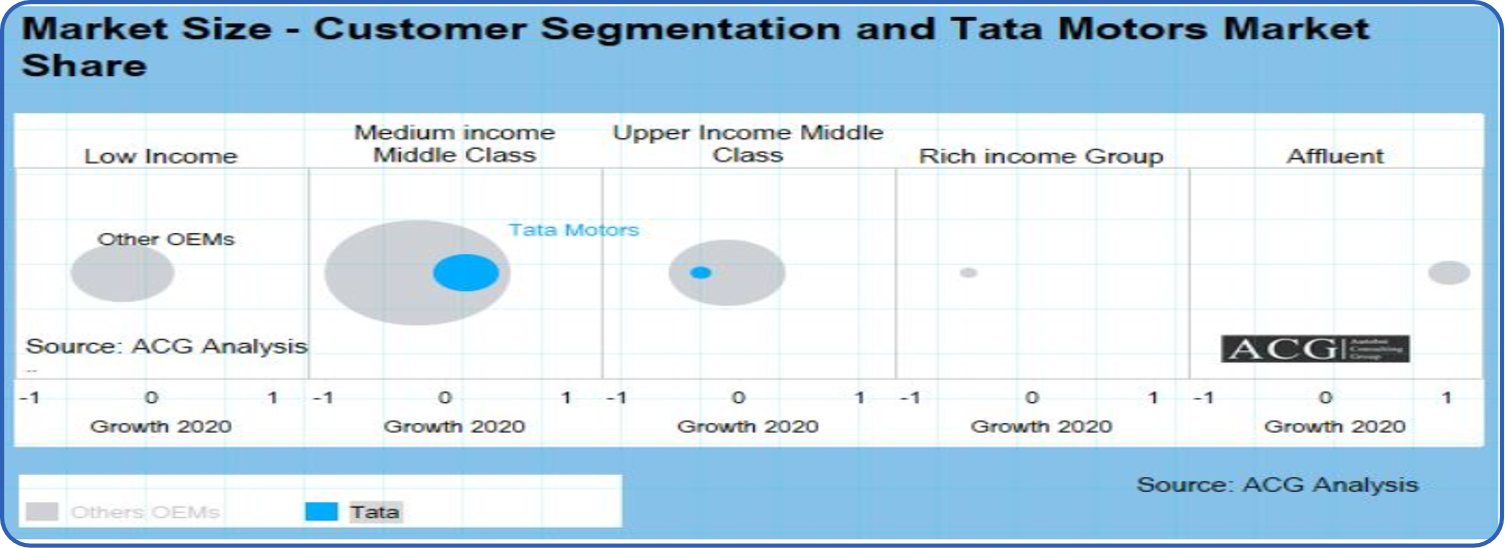 Market Size - Customer Segmentation and Tata Motors Market
Share
Low Income
Medium income
Middle Class
Upper Income Middle
Class
Rich income Group
Affluent
Other OEMs
Tata Motors
Source: ACG Analysis
--
ACG
Consulting
Group
-1 0 1 -1 0 1 -1 0 1 -1 0 1 -1 0 1
Growth 2020 Growth 2020 Growth 2020 Growth 2020 Growth 2020
Source: ACG Analysis
Others OEMs Tata